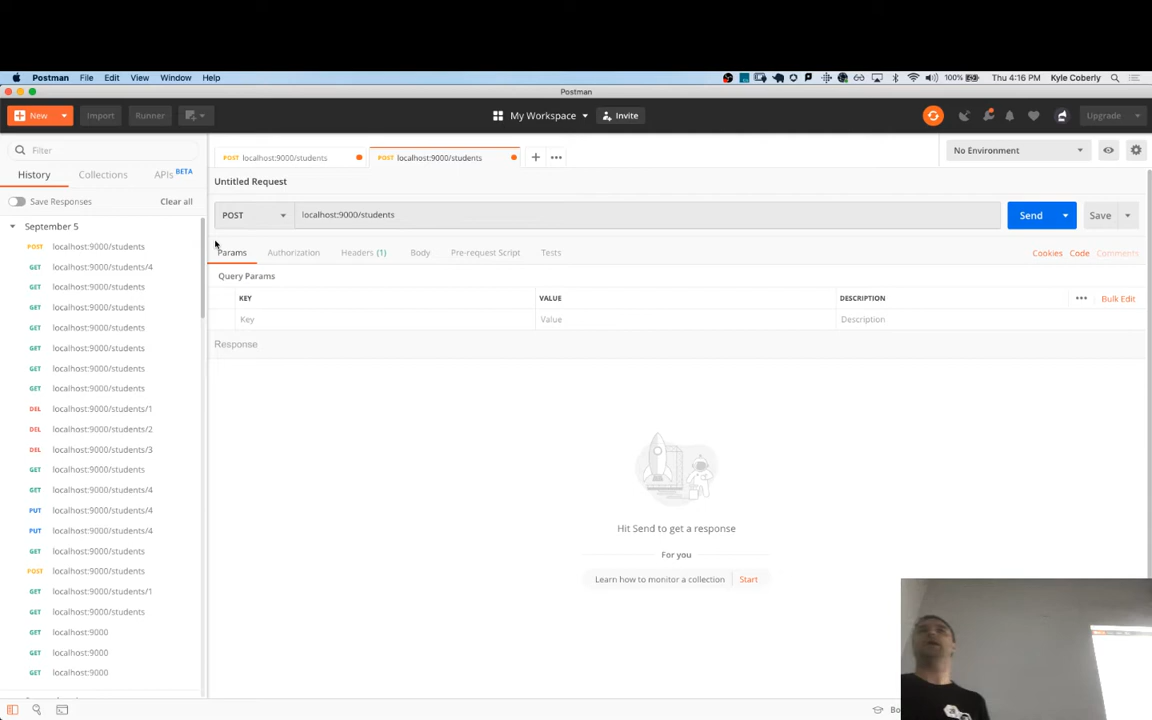 Postman File Edit View Window Help 100% Thu 4:16 PM Kyle Coberly
Postman
New Import Runner My Workspace Invite Upgrade
Filter
History Collections APIs BETA
Save Responses Clear all
September 5
POST localhost:9000/students
GET localhost:9000/students/4
GET localhost:9000/students
GET localhost:9000/students
GET localhost:9000/students
GET localhost:9000/students
GET localhost:9000/students
GET localhost:9000/students
DEL localhost:9000/students/1
DEL localhost:9000/students/2
DEL localhost:9000/students/3
GET localhost:9000/students
GET localhost:9000/students/4
PUT localhost:9000/students/4
PUT localhost:9000/students/4
GET localhost:9000/students
POST localhost:9000/students
GET localhost:9000/students/1
GET localhost:9000/students
GET localhost:9000
GET localhost:9000
GET localhost:9000
POST localhost:9000/students POST localhost:9000/students No Environment
Untitled Request
POST localhost:9000/students Send Save
Params Authorization Headers (1) Body Pre-request Script Tests Cookies Code Comments
Query Params
KEY VALUE DESCRIPTION Bulk Edit
Key Value Description
Response
Hit Send to get a response
For you
Learn how to monitor a collection Start